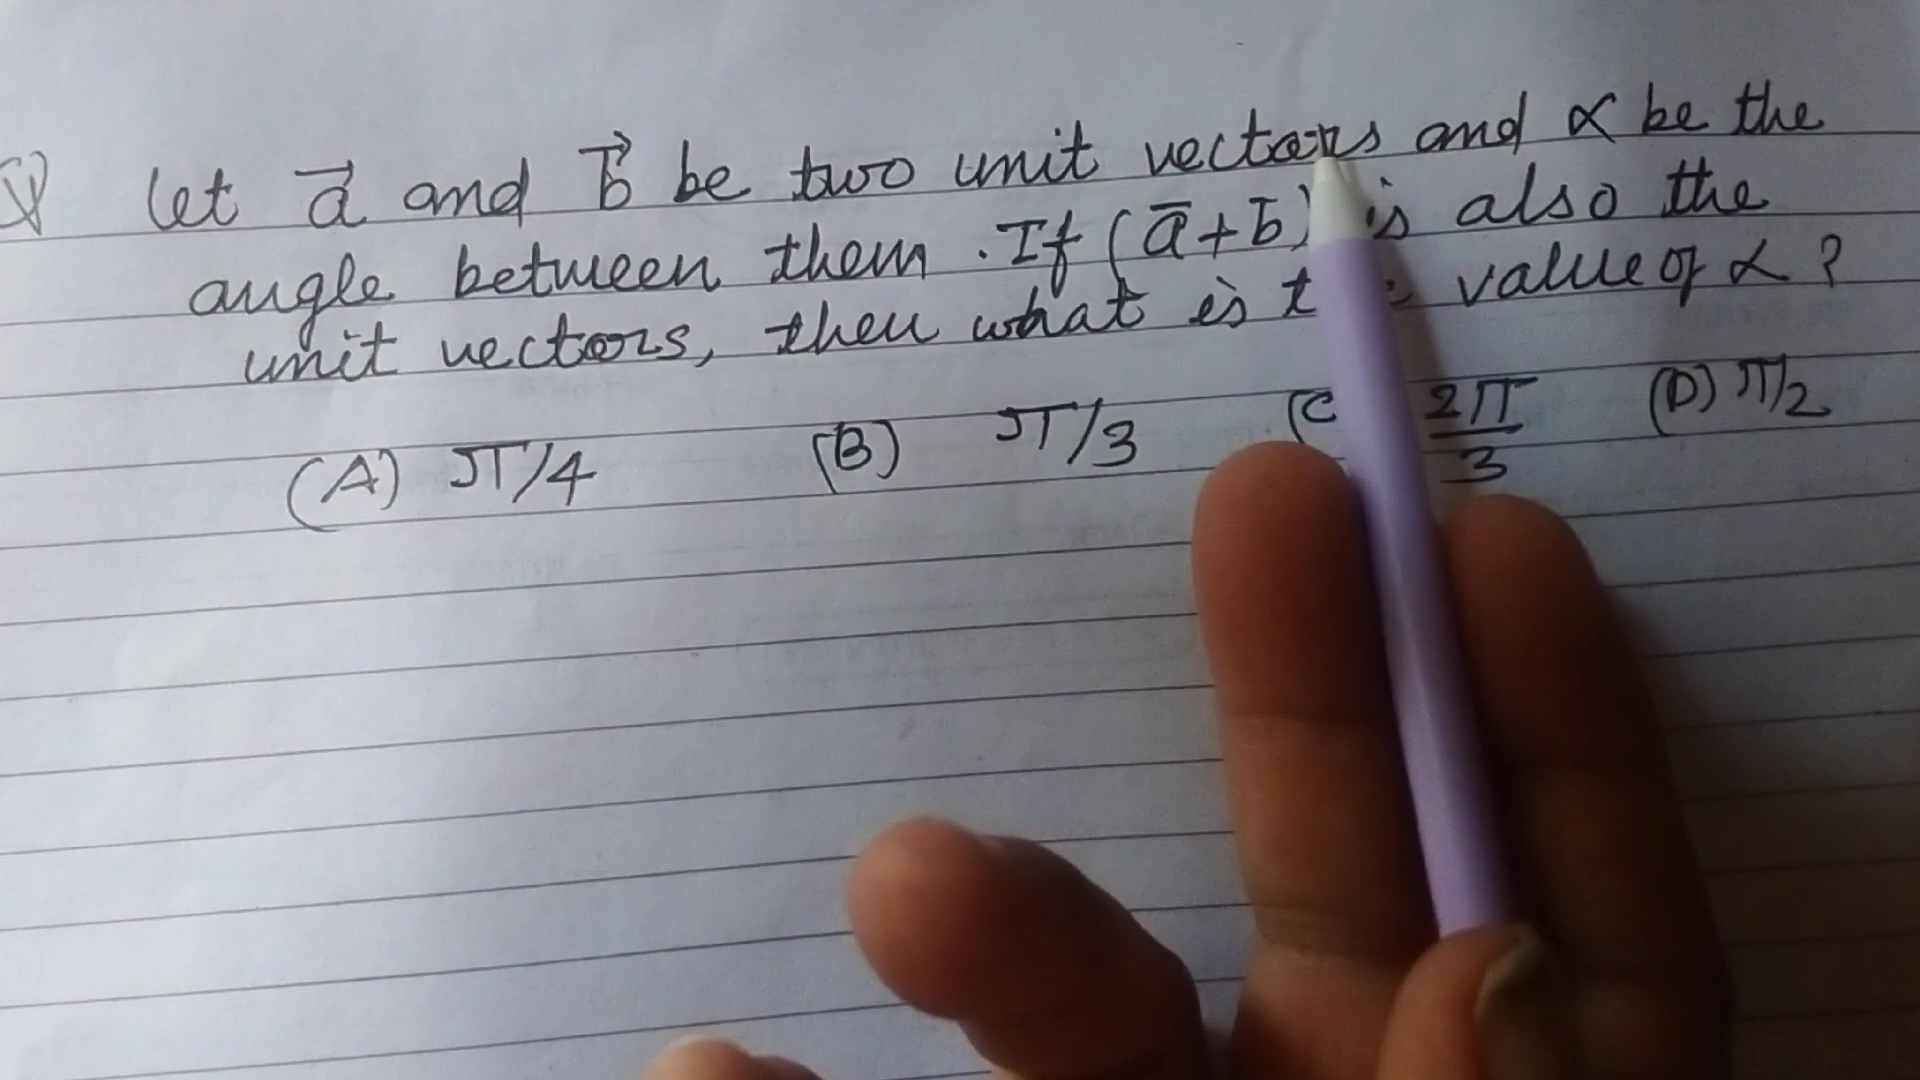 Q) Let a⃗ and b⃗ be two unit vectors and α be the
angle between them. If (a̅+b̅) is also the
unit vectors, then what is value of α ?
(A) π/4 (B) π/3 (C 2π/3 (D) π/2